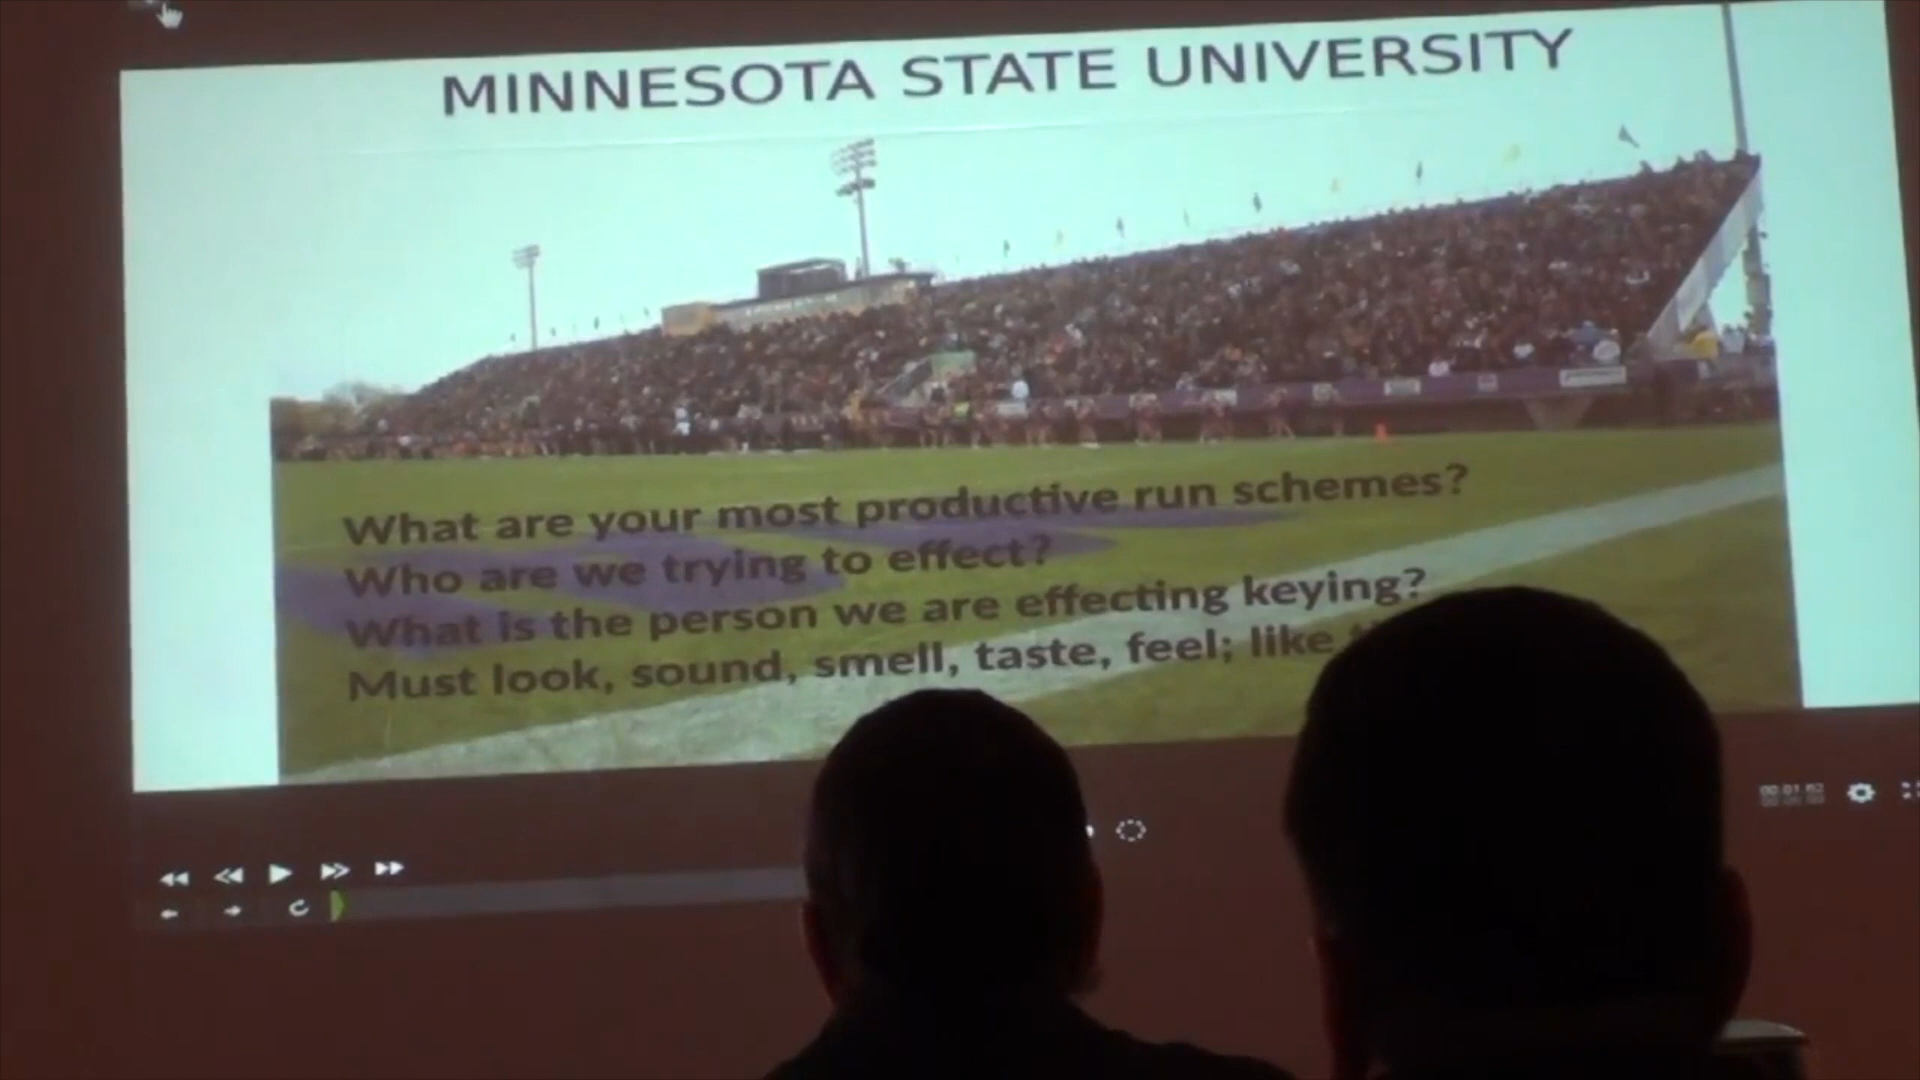 MINNESOTA STATE UNIVERSITY
What are your most productive run schemes?
Who are we trying to effect?
What is the person we are effecting keying?
Must look, sound, smell, taste, feel; like